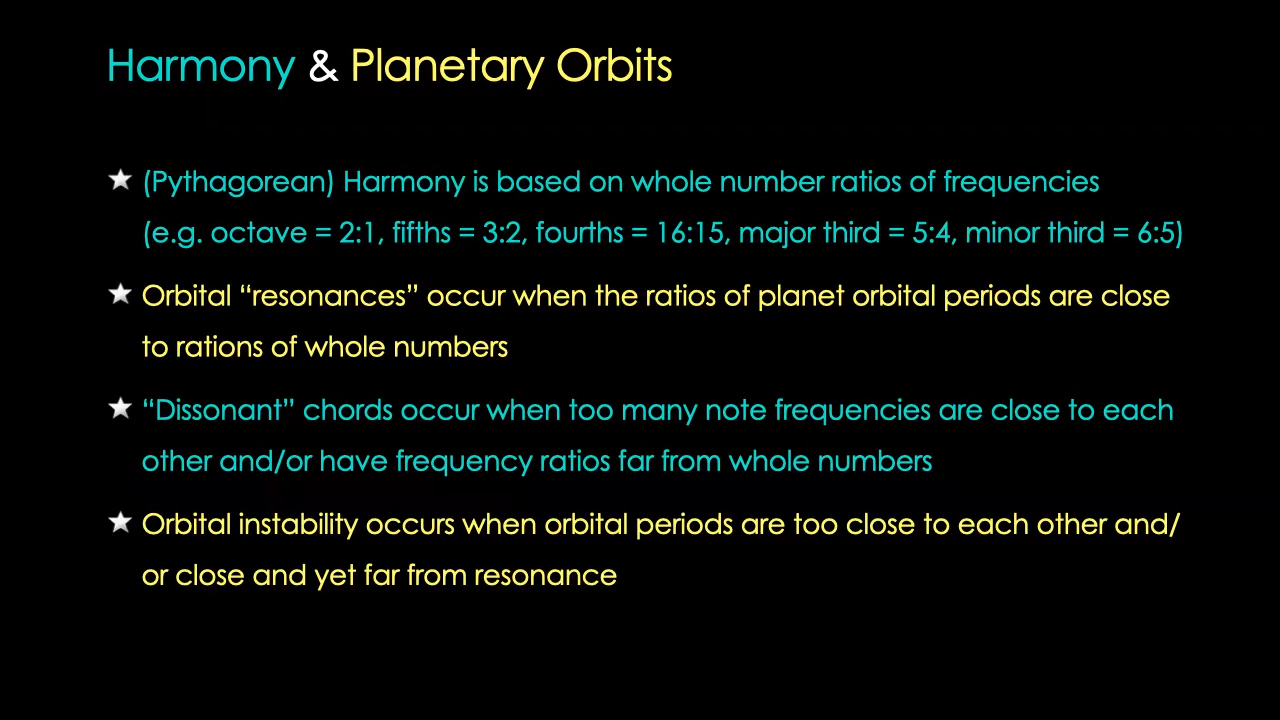 Harmony & Planetary Orbits
(Pythagorean) Harmony is based on whole number ratios of frequencies
(e.g. octave = 2:1, fifths = 3:2, fourths = 16:15, major third = 5:4, minor third = 6:5)
Orbital “resonances” occur when the ratios of planet orbital periods are close
to rations of whole numbers
“Dissonant” chords occur when too many note frequencies are close to each
other and/or have frequency ratios far from whole numbers
Orbital instability occurs when orbital periods are too close to each other and/
or close and yet far from resonance